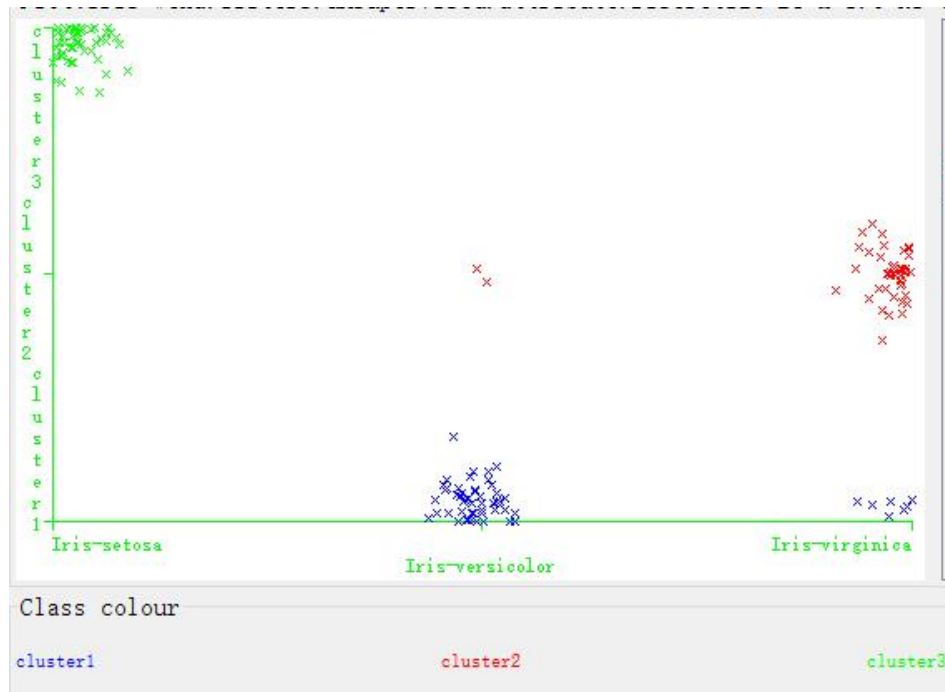 cluster3
cluster2
cluster1
Iris-setosa
Iris-versicolor
Iris-virginica
Class colour
cluster1
cluster2
cluster3